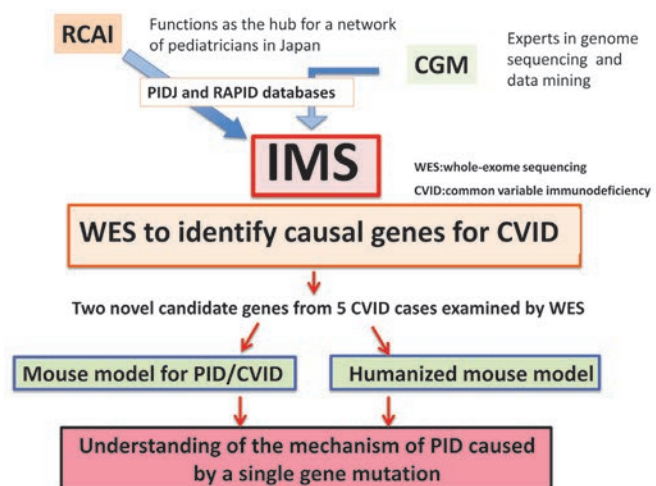 RCAI
Functions as the hub for a network
of pediatricians in Japan
CGM
Experts in genome
sequencing and
data mining
PIDJ and RAPID databases
IMS
WES:whole-exome sequencing
CVID:common variable immunodeficiency
WES to identify causal genes for CVID
Two novel candidate genes from 5 CVID cases examined by WES
Mouse model for PID/CVID
Humanized mouse model
Understanding of the mechanism of PID caused
by a single gene mutation